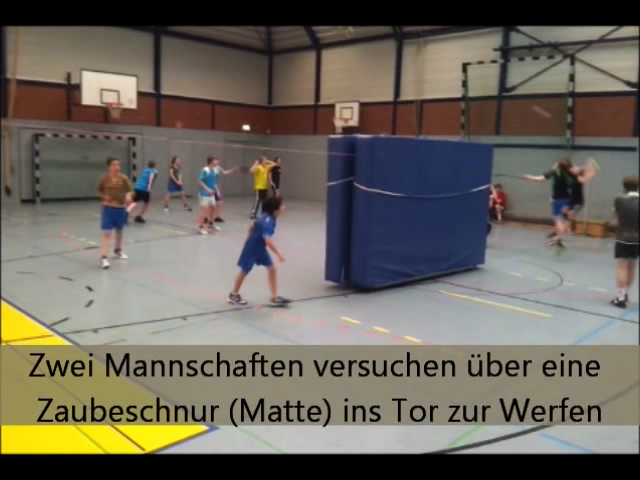 Zwei Mannschaften versuchen über eine
Zaubeschnur (Matte) ins Tor zur Werfen